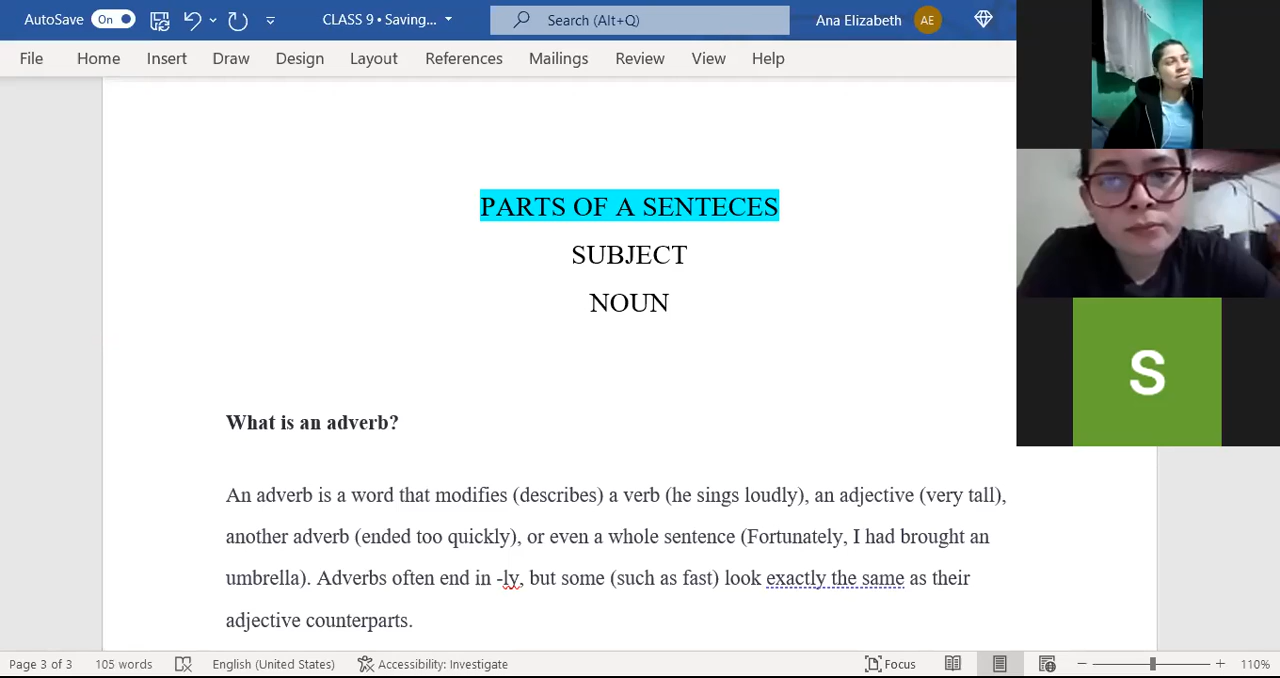 AutoSave On CLASS 9 • Saving... Search (Alt+Q) Ana Elizabeth AE
File Home Insert Draw Design Layout References Mailings Review View Help
PARTS OF A SENTECES
SUBJECT
NOUN
S
What is an adverb?
An adverb is a word that modifies (describes) a verb (he sings loudly), an adjective (very tall),
another adverb (ended too quickly), or even a whole sentence (Fortunately, I had brought an
umbrella). Adverbs often end in -ly, but some (such as fast) look exactly the same as their
adjective counterparts.
Page 3 of 3 105 words English (United States) Accessibility: Investigate Focus 110%